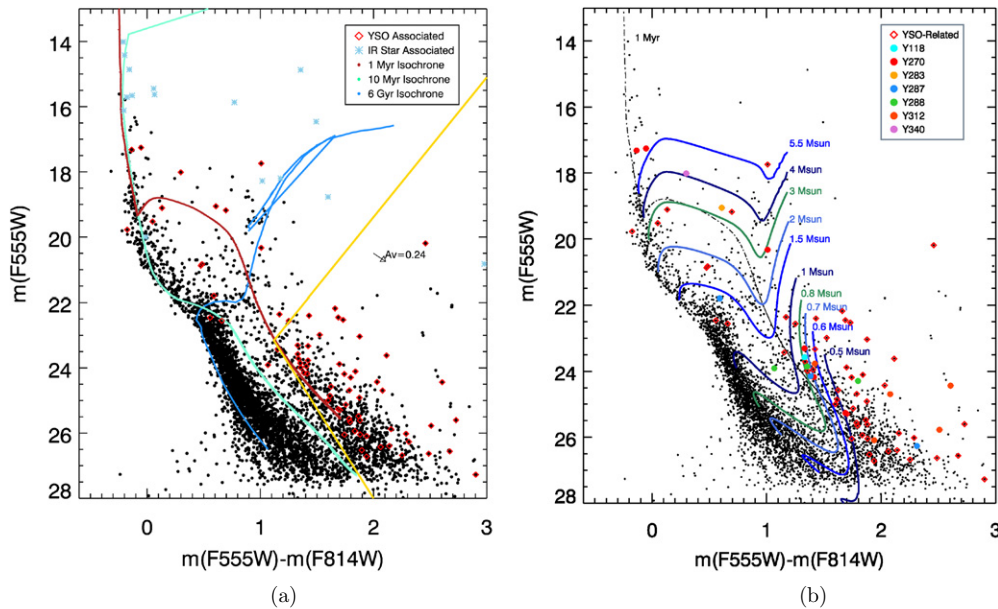 YSO Associated
IR Star Associated
1 Myr Isochrone
10 Myr Isochrone
6 Gyr Isochrone
14
16
18
20
22
24
26
28
m(F555W)
Av=0.24
0
1
2
3
m(F555W)-m(F814W)
(a)
1 Myr
YSO-Related
Y118
Y270
Y283
Y287
Y288
Y312
Y340
5.5 Msun
4 Msun
3 Msun
2 Msun
1.5 Msun
1 Msun
0.8 Msun
0.7 Msun
0.6 Msun
0.5 Msun
14
16
18
20
22
24
26
28
m(F555W)
0
1
2
3
m(F555W)-m(F814W)
(b)